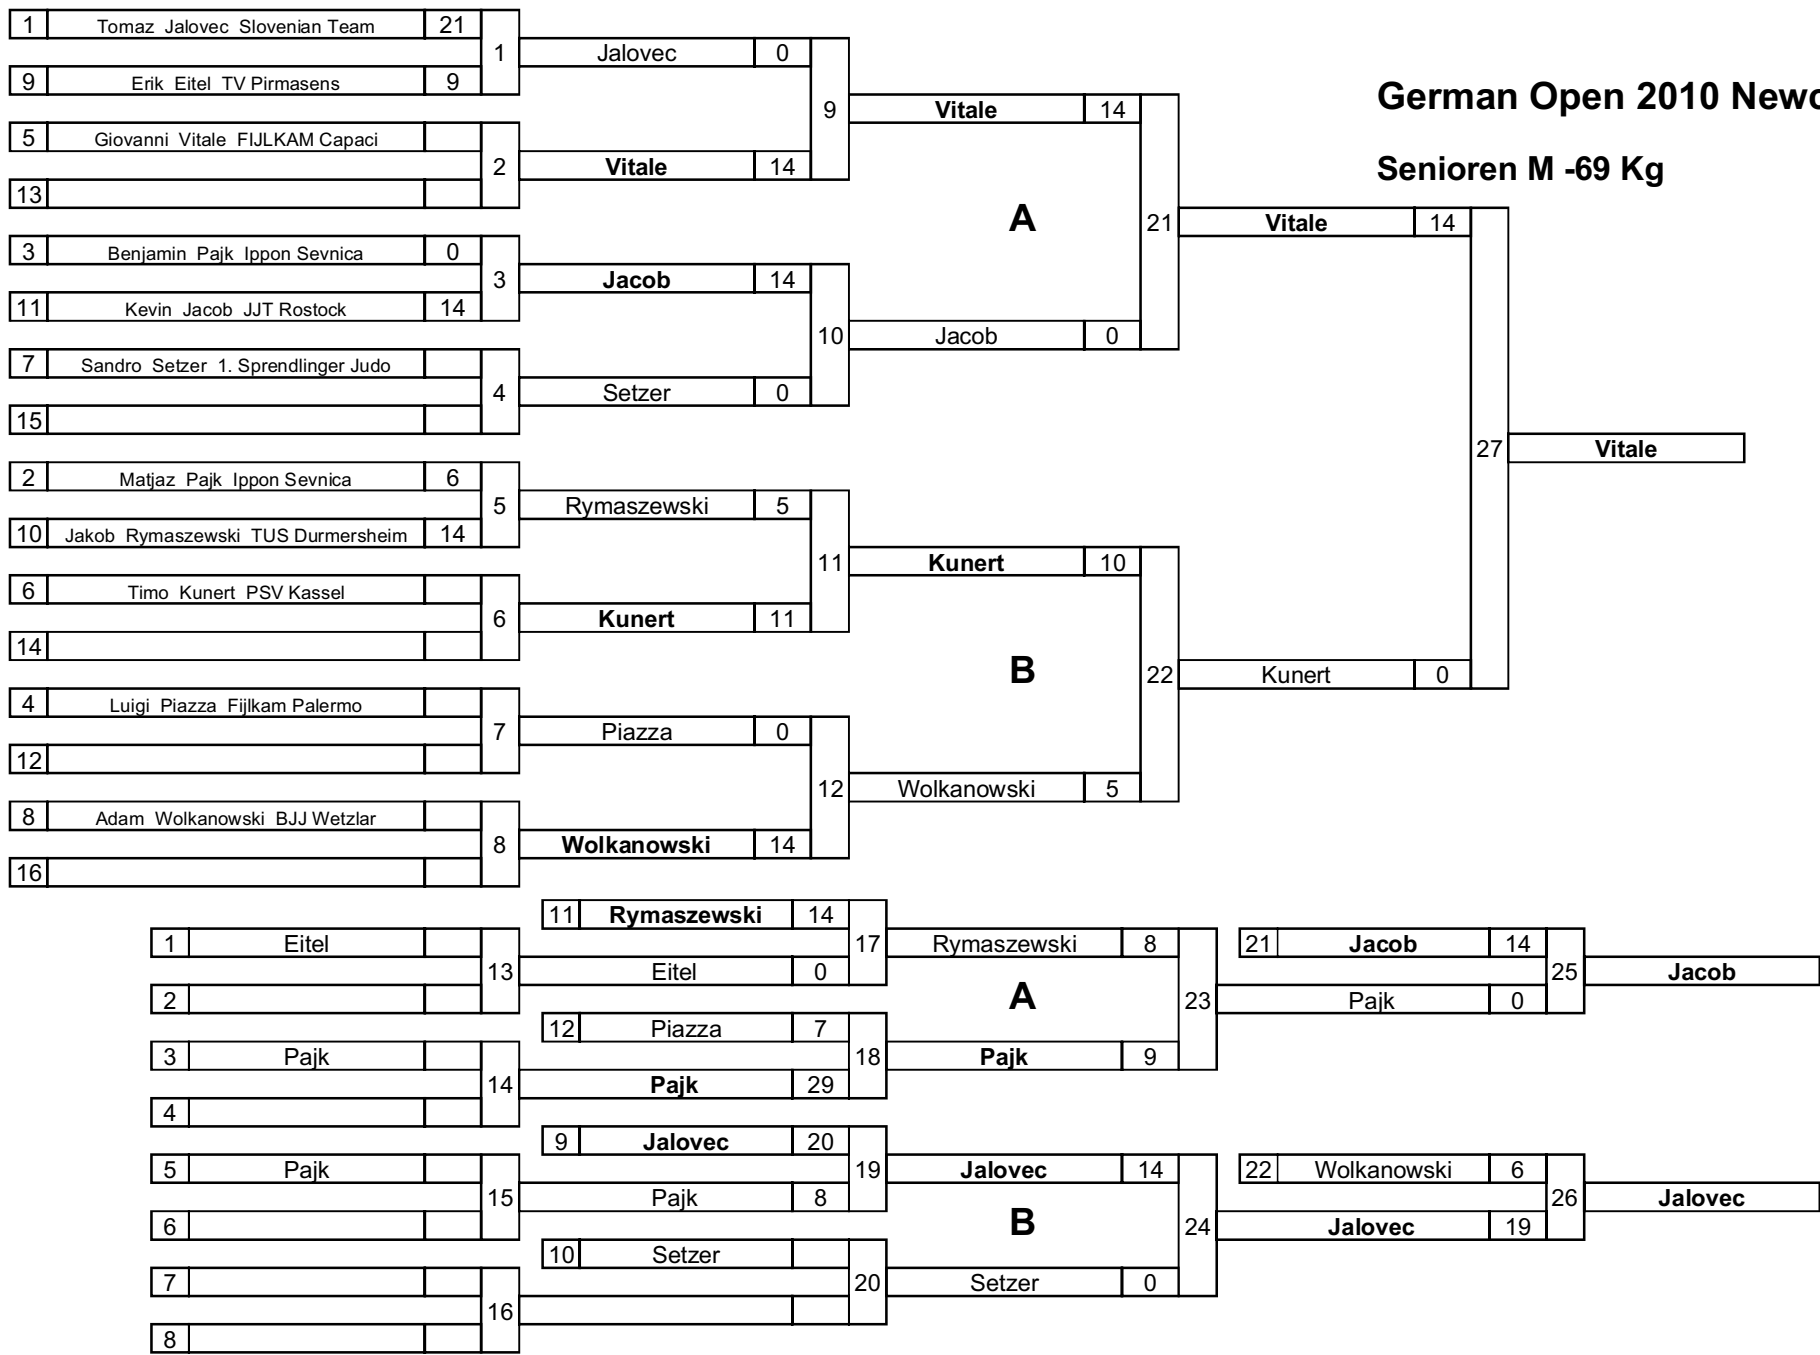 German Open 2010 Newc
Senioren M -69 Kg
1 Tomaz Jalovec Slovenian Team 21
1
9 Erik Eitel TV Pirmasens 9
5 Giovanni Vitale FIJLKAM Capaci
2
13
3 Benjamin Pajk Ippon Sevnica 0
3
11 Kevin Jacob JJT Rostock 14
7 Sandro Setzer 1. Sprendlinger Judo
4
15
2 Matjaz Pajk Ippon Sevnica 6
5
10 Jakob Rymaszewski TUS Durmersheim 14
6 Timo Kunert PSV Kassel
6
14
4 Luigi Piazza Fijlkam Palermo
7
12
8 Adam Wolkanowski BJJ Wetzlar
8
16
Jalovec 0
9
Vitale 14
Jacob 14
10
Setzer 0
Rymaszewski 5
11
Kunert 11
Piazza 0
12
Wolkanowski 14
Vitale 14
A
21
Jacob 0
Kunert 10
B
22
Wolkanowski 5
Vitale 14
27
Kunert 0
Vitale
1 Eitel
13
2
3 Pajk
14
4
5 Pajk
15
6
7
16
8
11 Rymaszewski 14
17
Eitel 0
12 Piazza 7
18
Pajk 29
9 Jalovec 20
19
Pajk 8
10 Setzer
20
Rymaszewski 8
A
23
Pajk 9
Jalovec 14
B
24
Setzer 0
21 Jacob 14
25
Pajk 0
Jacob
22 Wolkanowski 6
26
Jalovec 19
Jalovec